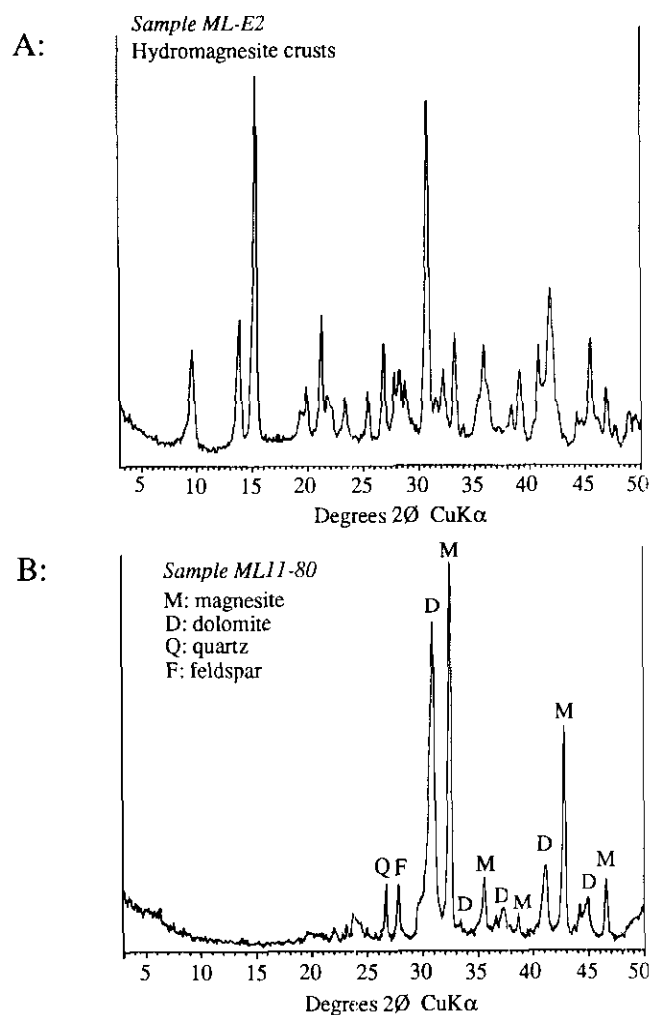 A:
Sample ML-E2
Hydromagnesite crusts
5 10 15 20 25 30 35 40 45 50
Degrees 2Ø CuKα
B:
Sample ML11-80
M: magnesite
D: dolomite
Q: quartz
F: feldspar
M
D
M
Q F
D
M
D
M
D
D
M
5 10 15 20 25 30 35 40 45 50
Degrees 2Ø CuKα